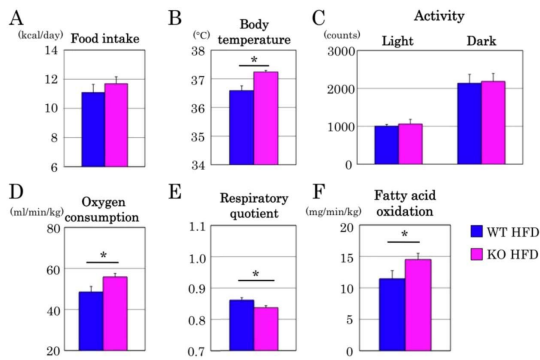 A
(kcal/day)
Food intake
14
12
10
8
6
B
(°C)
Body
temperature
38
37
36
35
34
*
C
Activity
(counts)
Light
Dark
3000
2000
1000
0
D
(ml/min/kg)
Oxygen
consumption
80
60
40
20
*
E
Respiratory
quotient
1.1
1.0
0.9
0.8
0.7
*
F
(mg/min/kg)
Fatty acid
oxidation
20
15
10
5
0
*
WT HFD
KO HFD